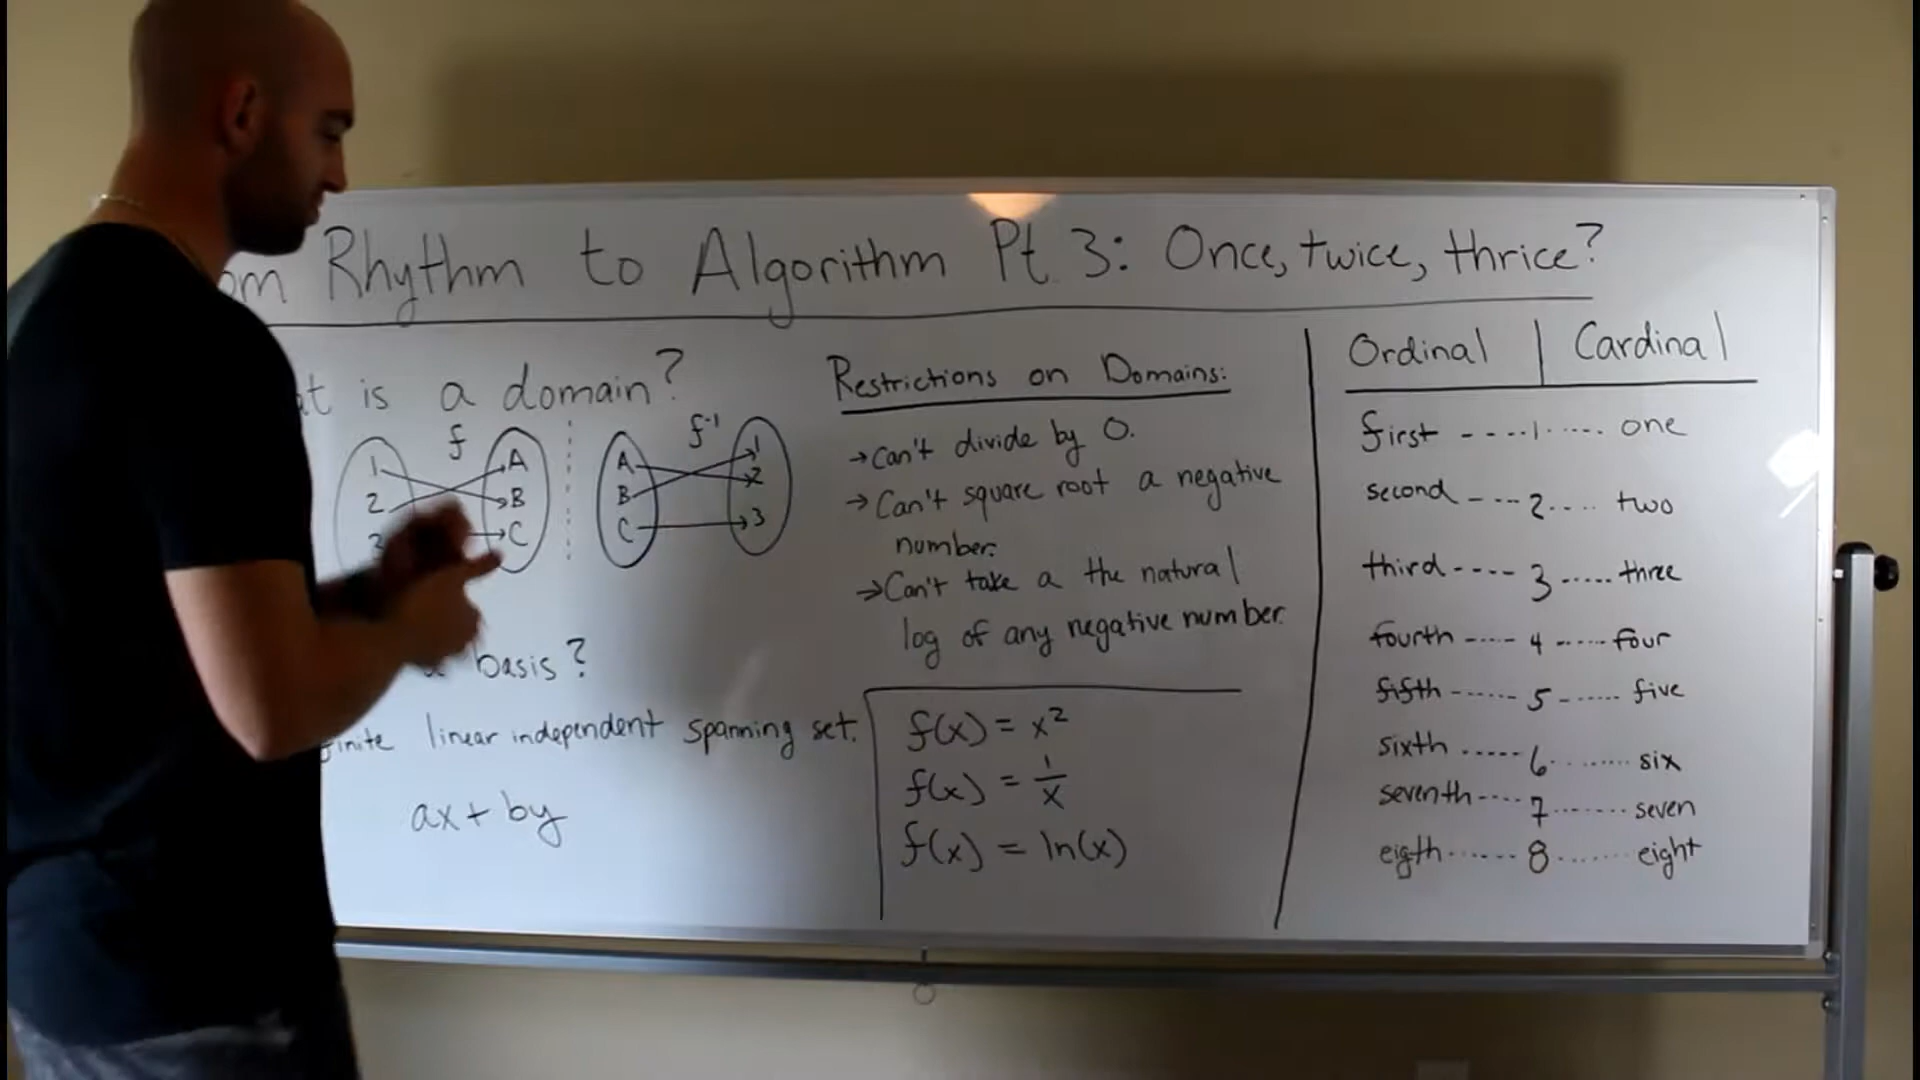 om Rhythm to Algorithm Pt. 3: Once, twice, thrice?
at is a domain?
f
1
2
A
B
C
f⁻¹
A
B
C
1
2
3
basis?
finite linear independent spanning set.
ax + by
Restrictions on Domains:
→ Can't divide by 0.
→ Can't square root a negative
number.
→ Can't take a the natural
log of any negative number.
f(x) = x²
f(x) = 1/x
f(x) = ln(x)
Ordinal | Cardinal
first ----1----- one
second ----2.... two
third ---- 3 ..... three
fourth ----- 4 ...... four
fifth ------ 5 ...... five
sixth ..... 6 ....... six
seventh ---- 7 ....... seven
eigth ...... 8 ....... eight